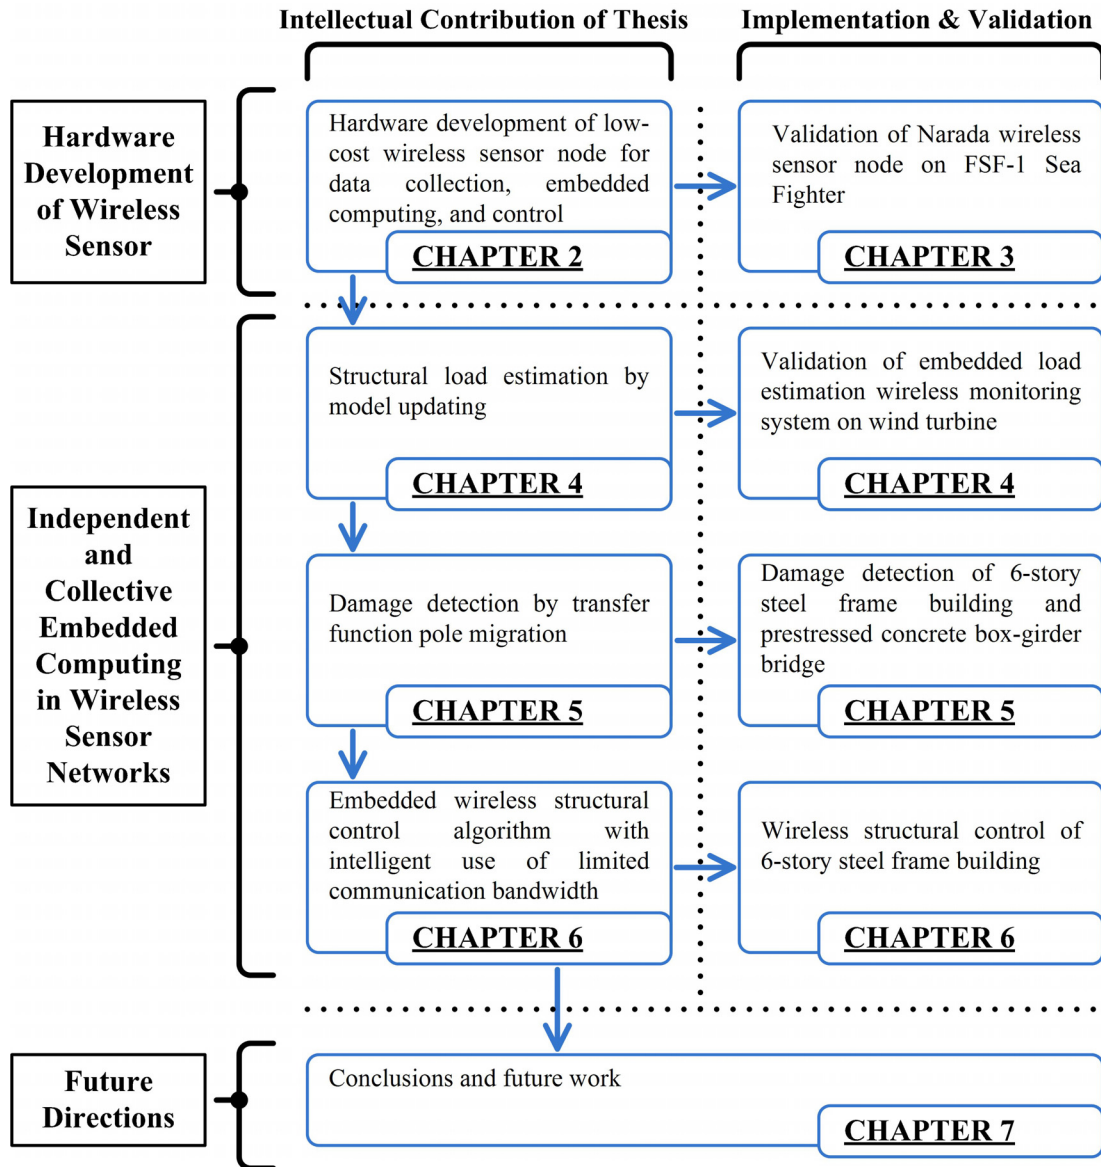 Intellectual Contribution of Thesis
Implementation & Validation
Hardware
Development
of Wireless
Sensor
Hardware development of low-
cost wireless sensor node for
data collection, embedded
computing, and control
CHAPTER 2
Validation of Narada wireless
sensor node on FSF-1 Sea
Fighter
CHAPTER 3
Independent
and
Collective
Embedded
Computing
in Wireless
Sensor
Networks
Structural load estimation by
model updating
CHAPTER 4
Validation of embedded load
estimation wireless monitoring
system on wind turbine
CHAPTER 4
Damage detection by transfer
function pole migration
CHAPTER 5
Damage detection of 6-story
steel frame building and
prestressed concrete box-girder
bridge
CHAPTER 5
Embedded wireless structural
control algorithm with
intelligent use of limited
communication bandwidth
CHAPTER 6
Wireless structural control of
6-story steel frame building
CHAPTER 6
Future
Directions
Conclusions and future work
CHAPTER 7